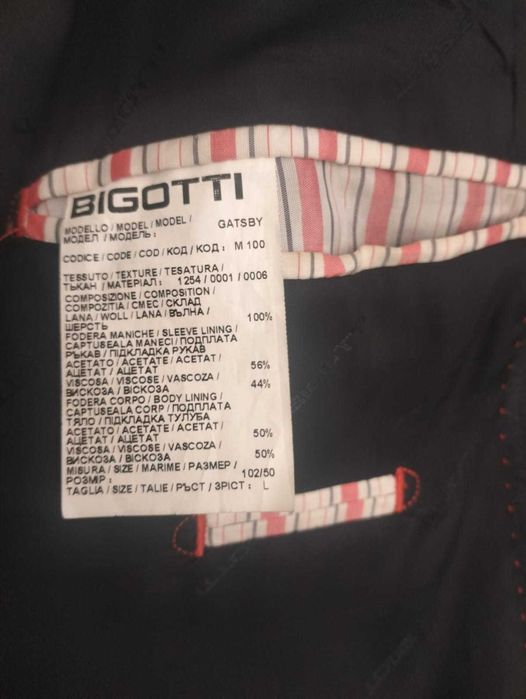 BIGOTTI
MODELLO / MODEL / MODEL /
МОДЕЛ / МОДЕЛЬ : GATSBY
CODICE / CODE / COD / КОД / КОД : M 100
TESSUTO / TEXTURE / TESATURA /
ТЪКАН / МАТЕРІАЛ : 1254 / 0001 / 0006
COMPOSIZIONE / COMPOSITION /
COMPOZITIA / СМЕС / СКЛАД
LANA / WOLL / LANA / ВЪЛНА /
ШЕРСТЬ 100%
FODERA MANICHE / SLEEVE LINING /
CAPTUSEALA MANECI / ПОДПЛАТА
РЪКАВ / ПІДКЛАДКА РУКАВ
ACETATO / ACETATE / ACETAT /
АЦЕТАТ / АЦЕТАТ 56%
VISCOSA / VISCOSE / VASCOZA /
ВИСКОЗА / ВІСКОЗА 44%
FODERA CORPO / BODY LINING /
CAPTUSEALA CORP / ПОДПЛАТА
ТЯЛО / ПІДКЛАДКА ТУЛУБА
ACETATO / ACETATE / ACETAT /
АЦЕТАТ / АЦЕТАТ 50%
VISCOSA / VISCOSE / VASCOZA /
ВИСКОЗА / ВІСКОЗА 50%
MISURA / SIZE / MARIME / РАЗМЕР /
РОЗМІР : 102/50
TAGLIA / SIZE / TALIE / РЪСТ / ЗРІСТ : L